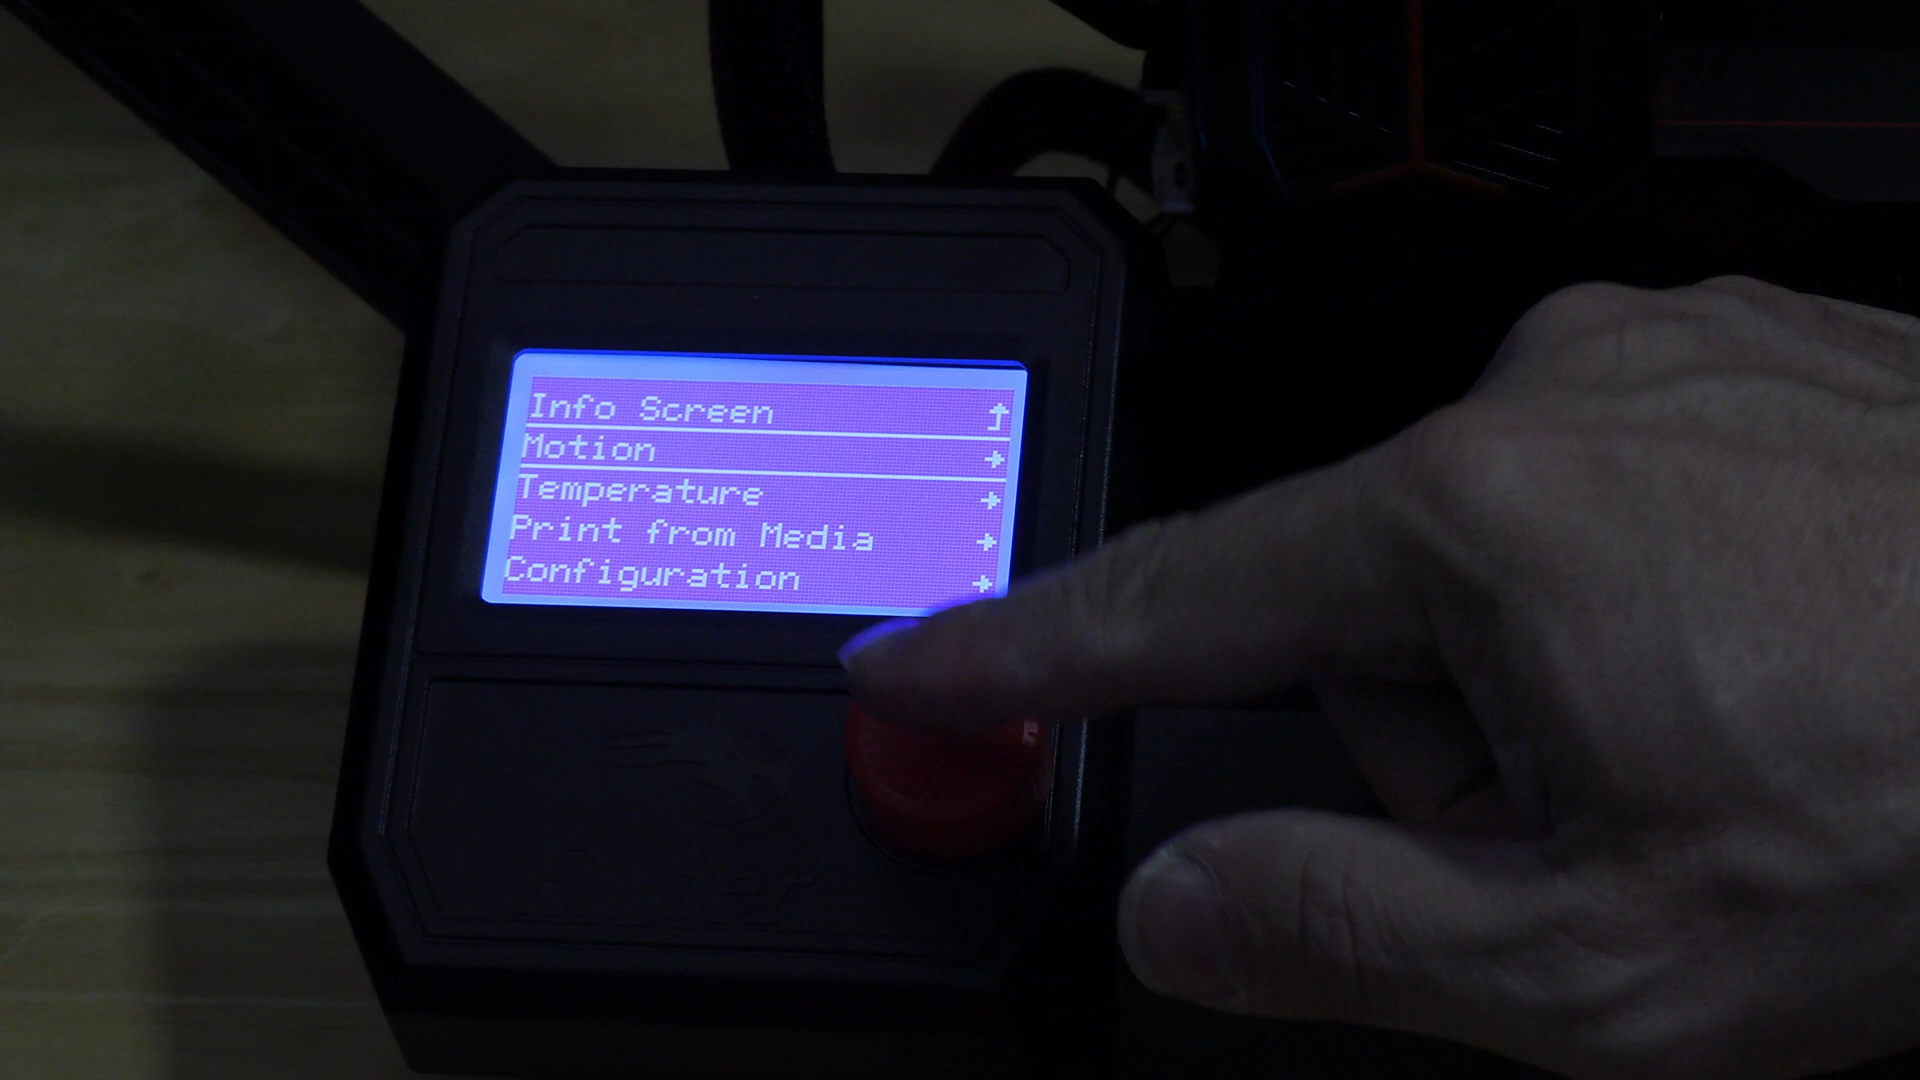 Info Screen
Motion
Temperature
Print from Media
Configuration